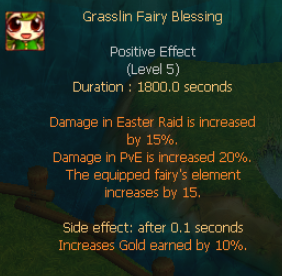 Grasslin Fairy Blessing
Positive Effect
(Level 5)
Duration : 1800.0 seconds
Damage in Easter Raid is increased
by 15%.
Damage in PvE is increased 20%.
The equipped fairy's element
increases by 15.
Side effect: after 0.1 seconds
Increases Gold earned by 10%.